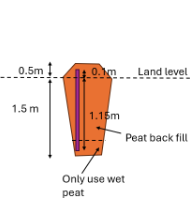 0.5m
0.1m
Land level
1.5 m
1.15m
Peat back fill
Only use wet
peat